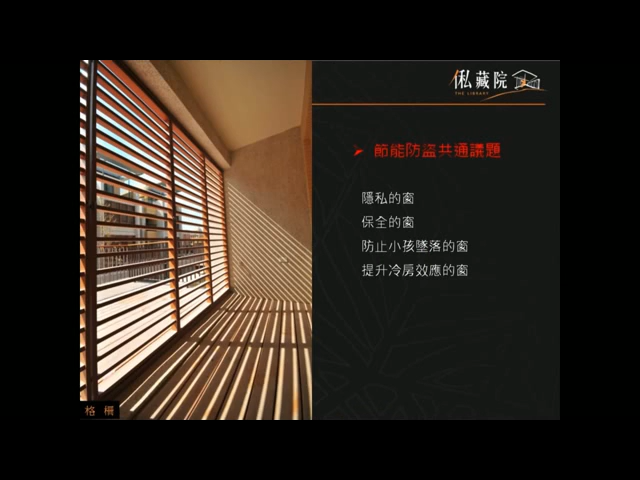 俬藏院
THE LIBRARY
➢ 節能防盜共通議題
隱私的窗
保全的窗
防止小孩墜落的窗
提升冷房效應的窗
格 柵